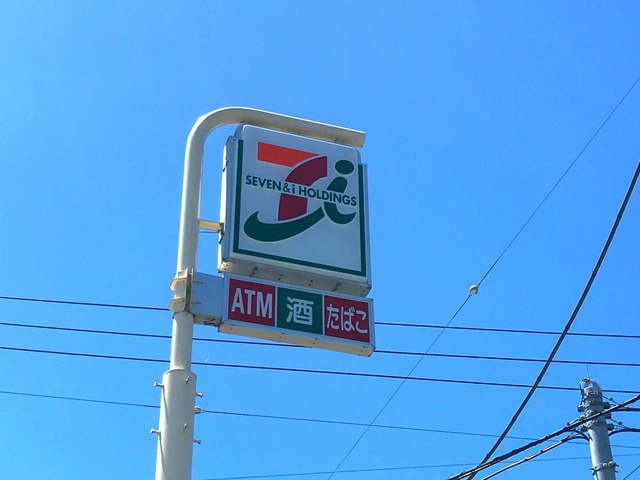 SEVEN & i HOLDINGS
ATM 酒 たばこ